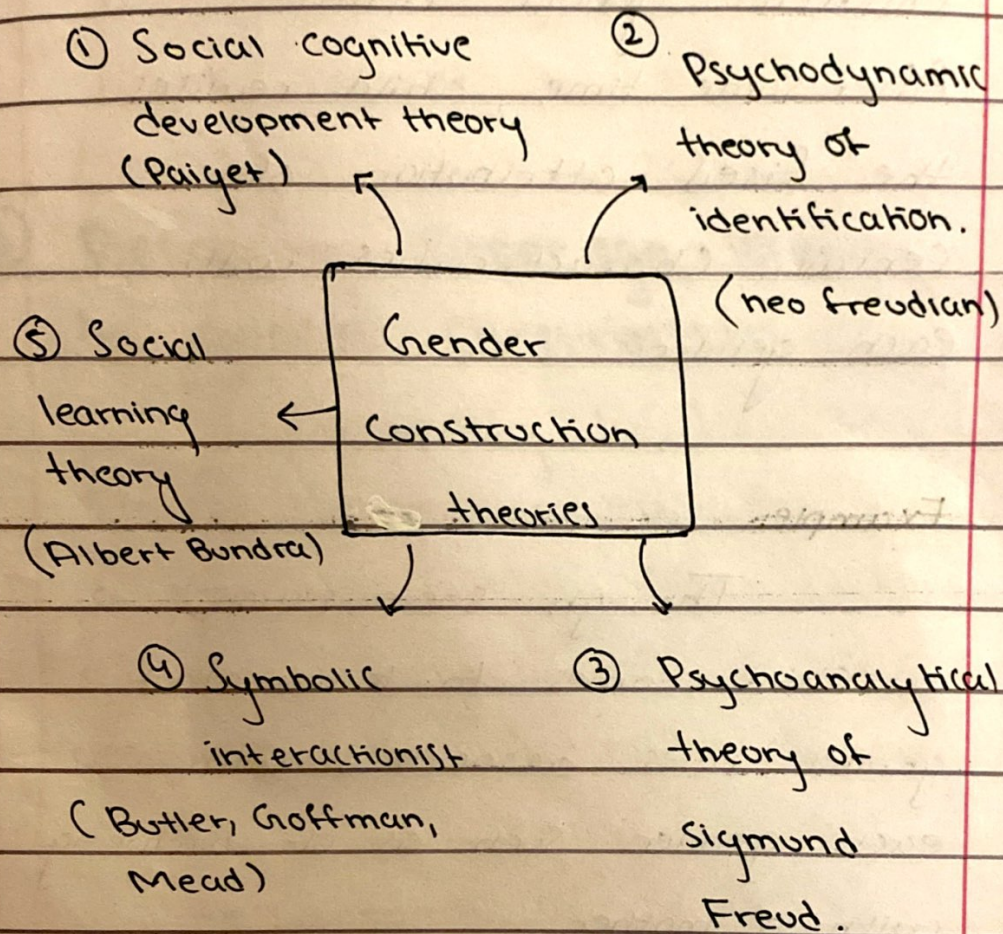 ① Social cognitive
development theory
(Paiget)
② Psychodynamic
theory of
identification.
(neo freudian)
Gender
Construction
theories
③ Psychoanalytical
theory of
Sigmund
Freud.
④ Symbolic
interactionist
(Butler, Goffman,
Mead)
⑤ Social
learning
theory
(Albert Bundra)